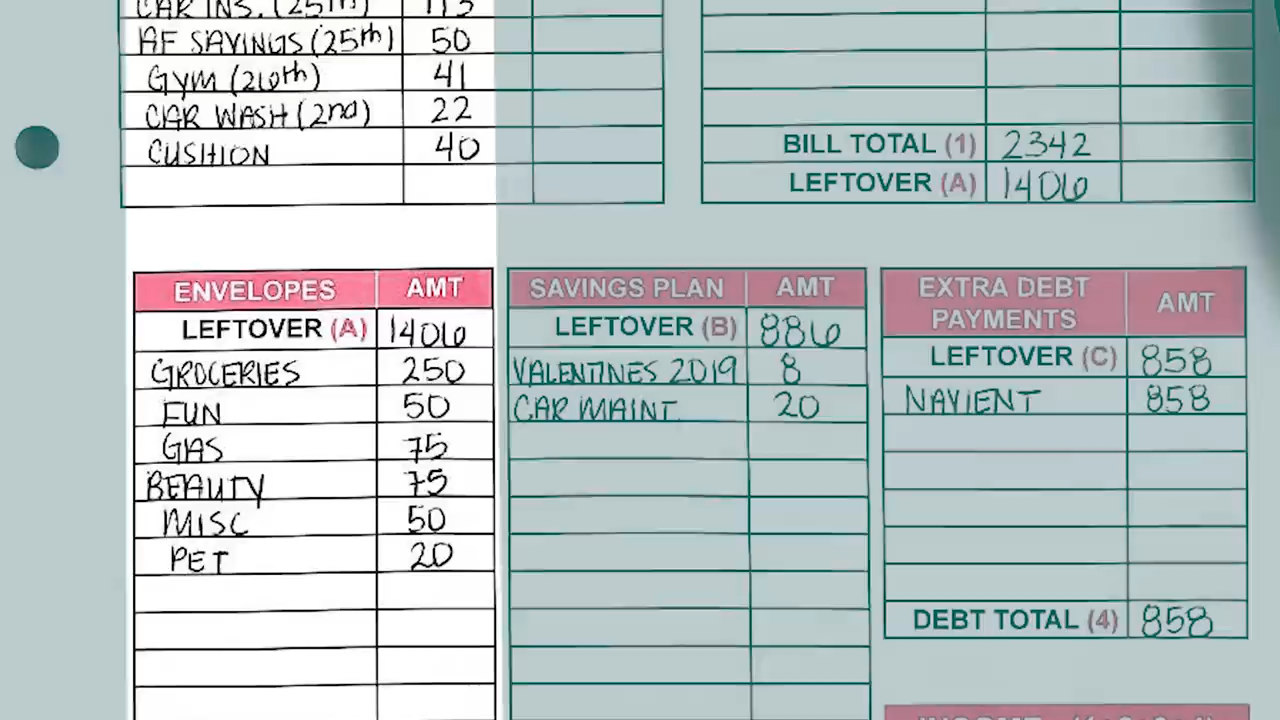 CAR INS. (25th) 113
AF SAVINGS (25th) 50
GYM (26th) 41
CAR WASH (2nd) 22
CUSHION 40
BILL TOTAL (1) 2342
LEFTOVER (A) 1406
ENVELOPES AMT
LEFTOVER (A) 1406
GROCERIES 250
FUN 50
GAS 75
BEAUTY 75
MISC 50
PET 20
SAVINGS PLAN AMT
LEFTOVER (B) 886
VALENTINES 2019 8
CAR MAINT. 20
EXTRA DEBT
PAYMENTS AMT
LEFTOVER (C) 858
NAVIENT 858
DEBT TOTAL (4) 858